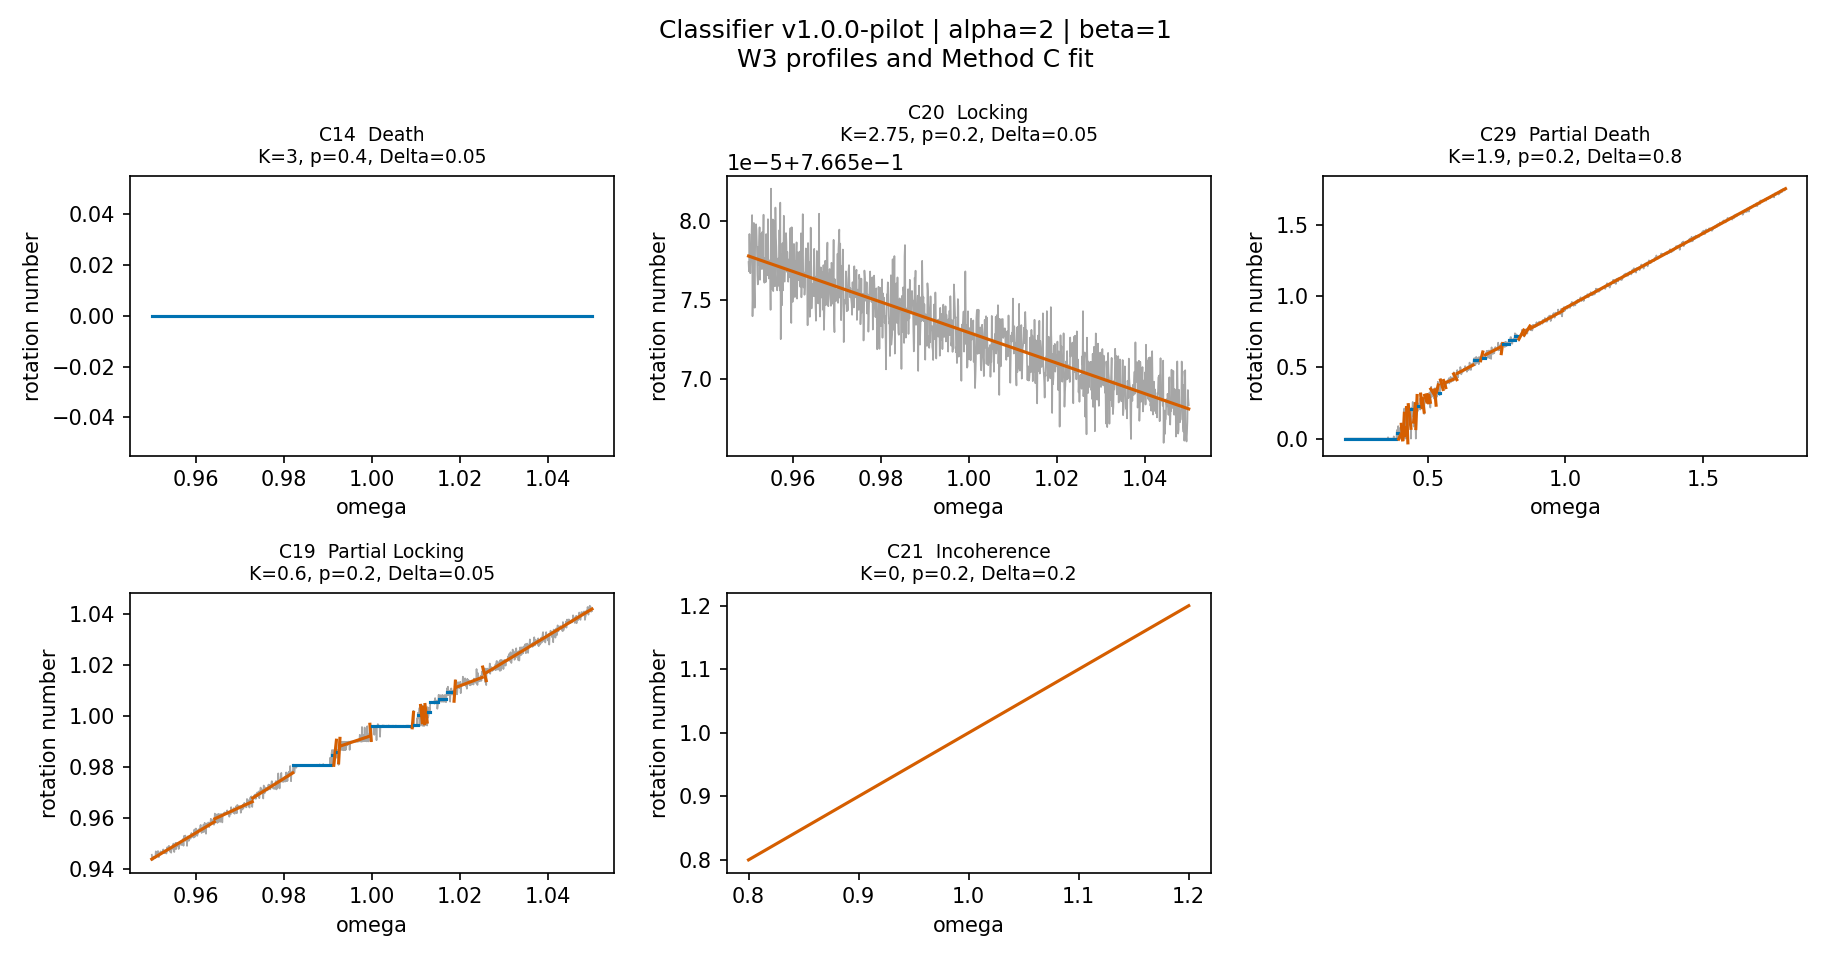 Classifier v1.0.0-pilot | alpha=2 | beta=1
W3 profiles and Method C fit
C14  Death
K=3, p=0.4, Delta=0.05
rotation number
0.04
0.02
0.00
−0.02
−0.04
0.96
0.98
1.00
1.02
1.04
omega
C20  Locking
K=2.75, p=0.2, Delta=0.05
1e−5+7.665e−1
rotation number
8.0
7.5
7.0
0.96
0.98
1.00
1.02
1.04
omega
C29  Partial Death
K=1.9, p=0.2, Delta=0.8
rotation number
1.5
1.0
0.5
0.0
0.5
1.0
1.5
omega
C19  Partial Locking
K=0.6, p=0.2, Delta=0.05
rotation number
1.04
1.02
1.00
0.98
0.96
0.94
0.96
0.98
1.00
1.02
1.04
omega
C21  Incoherence
K=0, p=0.2, Delta=0.2
rotation number
1.2
1.1
1.0
0.9
0.8
0.8
0.9
1.0
1.1
1.2
omega